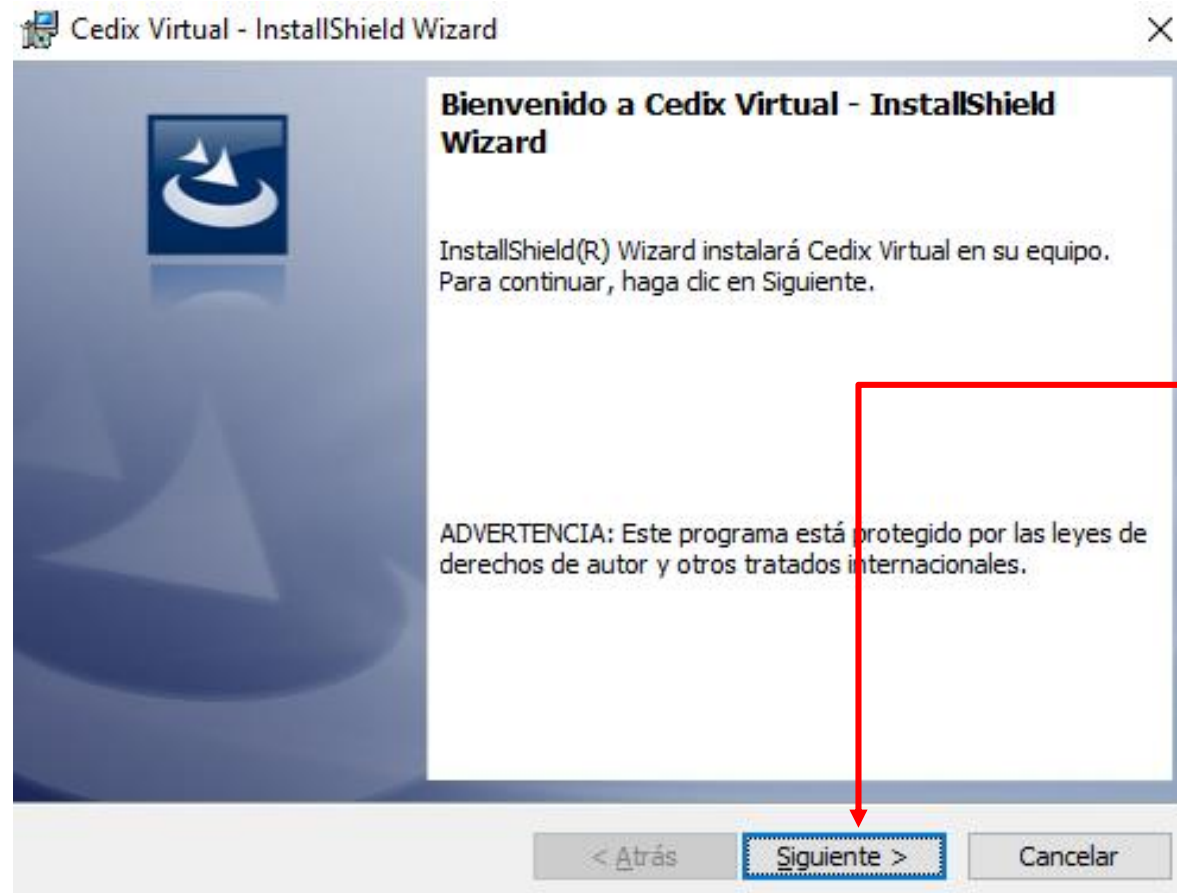 Cedix Virtual - InstallShield Wizard
Bienvenido a Cedix Virtual - InstallShield
Wizard
InstallShield(R) Wizard instalará Cedix Virtual en su equipo.
Para continuar, haga clic en Siguiente.
ADVERTENCIA: Este programa está protegido por las leyes de
derechos de autor y otros tratados internacionales.
< Atrás
Siguiente >
Cancelar